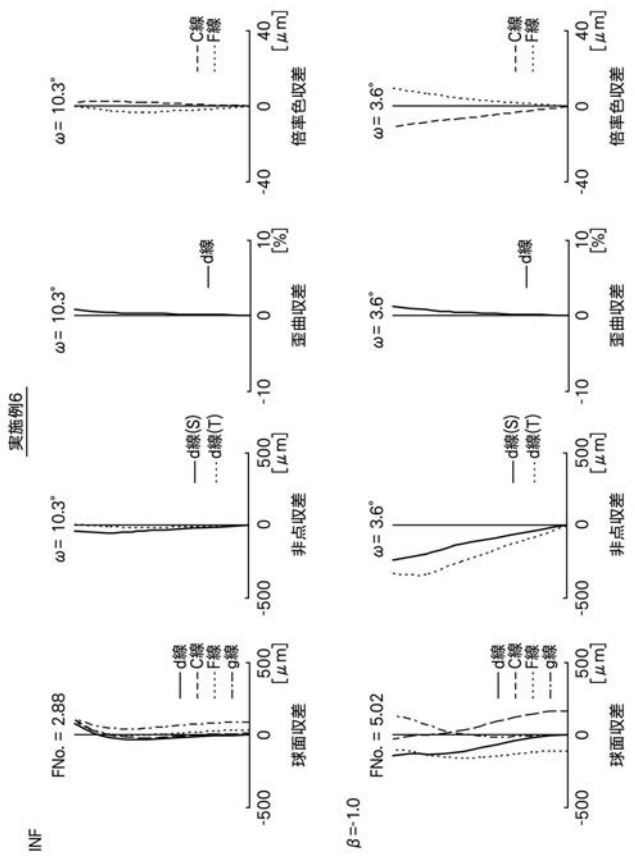 実施例6
INF
FNo. = 2.88
d線
C線
F線
g線
-500
0
500
[μm]
球面収差
ω = 10.3°
d線(S)
d線(T)
-500
0
500
[μm]
非点収差
ω = 10.3°
d線
-10
0
10
[%]
歪曲収差
ω = 10.3°
C線
F線
-40
0
40
[μm]
倍率色収差
β=-1.0
FNo. = 5.02
d線
C線
F線
g線
-500
0
500
[μm]
球面収差
ω = 3.6°
d線(S)
d線(T)
-500
0
500
[μm]
非点収差
ω = 3.6°
d線
-10
0
10
[%]
歪曲収差
ω = 3.6°
C線
F線
-40
0
40
[μm]
倍率色収差